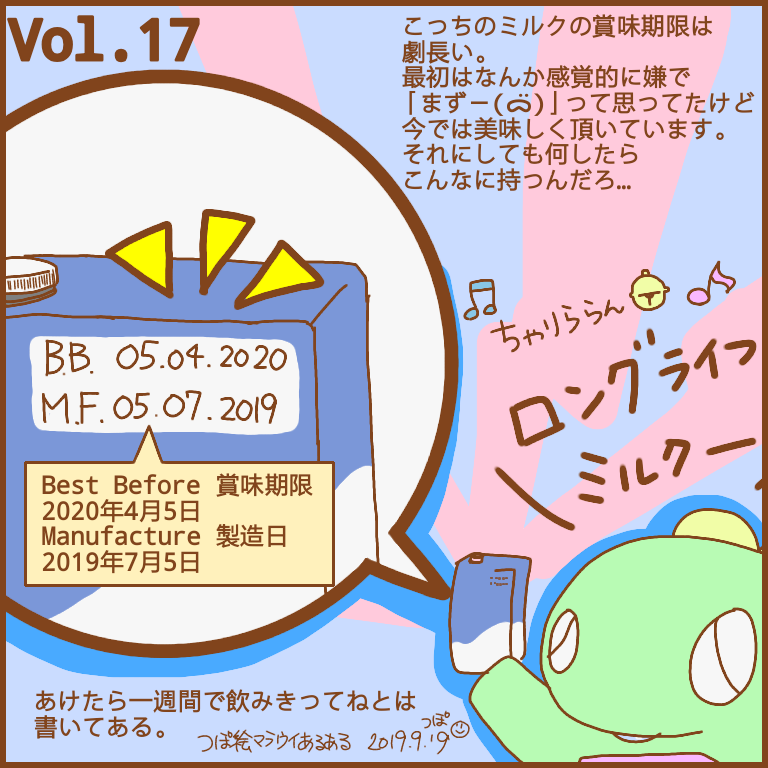 Vol.17
こっちのミルクの賞味期限は
劇長い。
最初はなんか感覚的に嫌で
「まずー(ᯅ̈)」って思ってたけど
今では美味しく頂いています。
それにしても何したら
こんなに持つんだろ…
ちゃりららん
ロングライフ
ミルクー
B.B. 05.04.2020
M.F. 05.07.2019
Best Before 賞味期限
2020年4月5日
Manufacture 製造日
2019年7月5日
あけたら一週間で飲みきってねとは
書いてある。
つぼ絵マラウイあるある 2019.9.19
つぼ